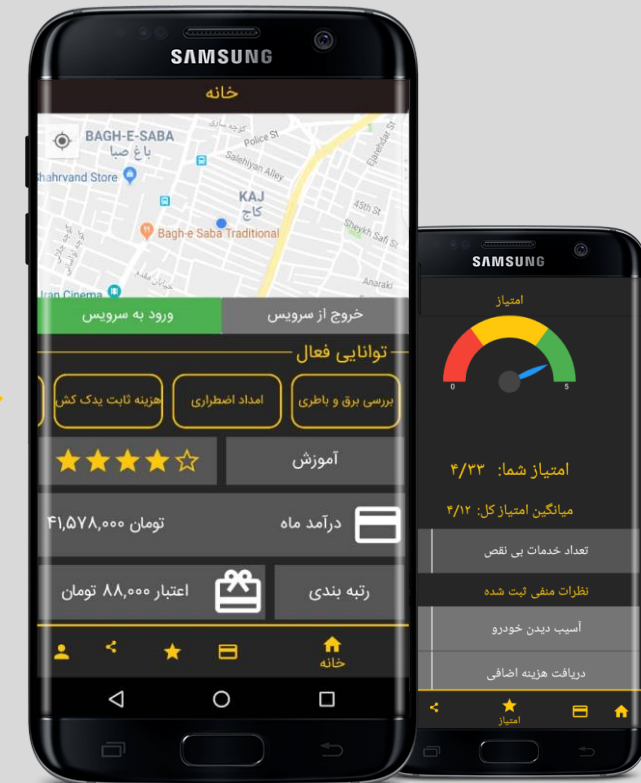 SAMSUNG
خانه
BAGH-E-SABA
باغ صبا
Police St
Salehiyan Alley
Ejarehdar St
hahrvand Store
KAJ
کاج
45th St
Sheykh Safi St
Bagh-e Saba Traditional
خیابان مقدم
Anaraki
Iran Cinema
خروج از سرویس
ورود به سرویس
توانایی فعال
بررسی برق و باطری
امداد اضطراری
هزینه ثابت یدک کش
آموزش
درآمد ماه
۴۱,۵۷۸,۰۰۰ تومان
رتبه بندی
اعتبار ۸۸,۰۰۰ تومان
خانه
SAMSUNG
امتیاز
0
5
امتیاز شما: ۴/۳۳
میانگین امتیاز کل: ۴/۱۲
تعداد خدمات بی نقص
نظرات منفی ثبت شده
آسیب دیدن خودرو
دریافت هزینه اضافی
امتیاز